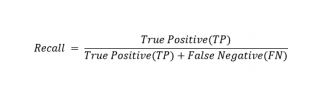 Recall = True Positive(TP) / True Positive(TP) + False Negative(FN)